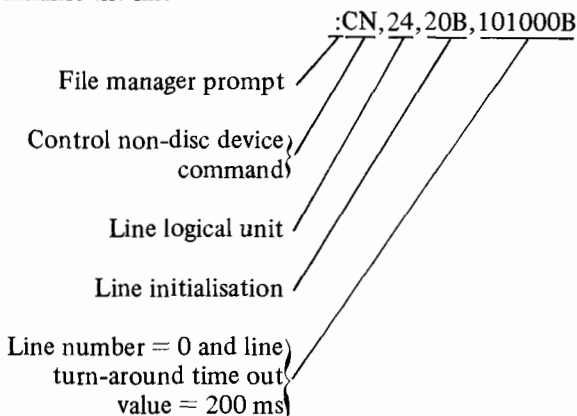 :CN,24,20B,101000B
File manager prompt
Control non-disc device
command
Line logical unit
Line initialisation
Line number = 0 and line
turn-around time out
value = 200 ms